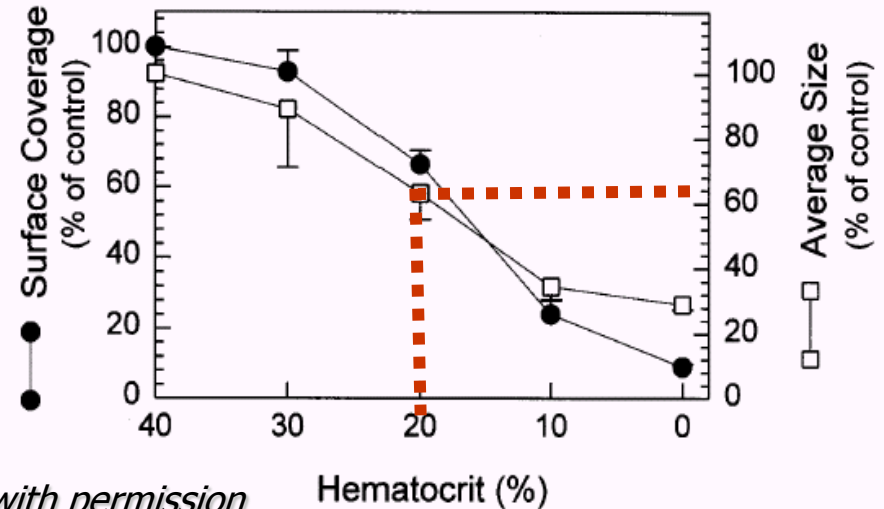 Surface Coverage
(% of control)
100
80
60
40
20
0
40 30 20 10 0
Hematocrit (%)
100
80
60
40
20
0
Average Size
(% of control)
with permission